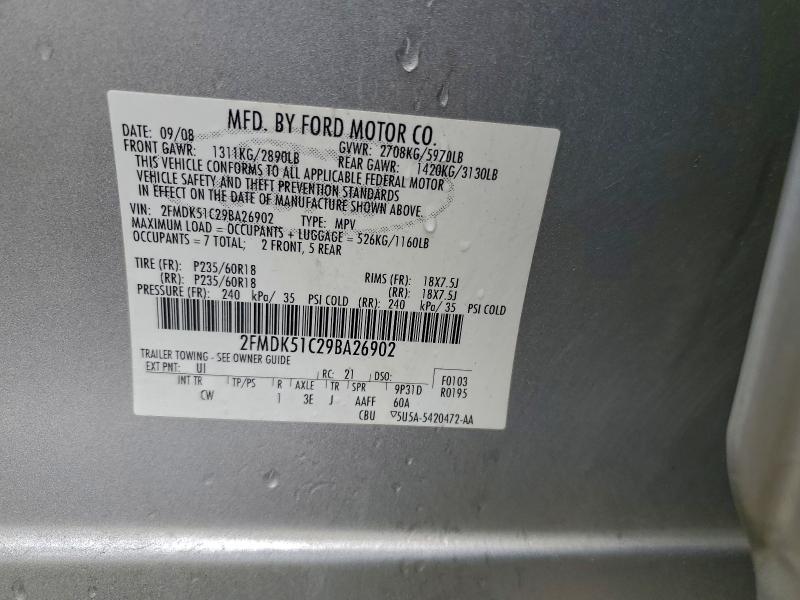 MFD. BY FORD MOTOR CO.
DATE: 09/08 GVWR: 2708KG/5970LB
FRONT GAWR: 1311KG/2890LB REAR GAWR: 1420KG/3130LB
THIS VEHICLE CONFORMS TO ALL APPLICABLE FEDERAL MOTOR
VEHICLE SAFETY AND THEFT PREVENTION STANDARDS
IN EFFECT ON THE DATE OF MANUFACTURE SHOWN ABOVE.
VIN: 2FMDK51C29BA26902 TYPE: MPV
MAXIMUM LOAD = OCCUPANTS + LUGGAGE = 526KG/1160LB
OCCUPANTS = 7 TOTAL; 2 FRONT, 5 REAR
TIRE (FR): P235/60R18 RIMS (FR): 18X7.5J
(RR): P235/60R18 (RR): 18X7.5J
PRESSURE (FR): 240 kPa/ 35 PSI COLD (RR): 240 kPa/ 35 PSI COLD
2FMDK51C29BA26902
TRAILER TOWING - SEE OWNER GUIDE
EXT PNT: UI RC: 21 DSO: F0103
INT TR TP/PS R AXLE TR SPR 9P31D R0195
CW 1 3E J AAFF 60A
CBU 5U5A-5420472-AA